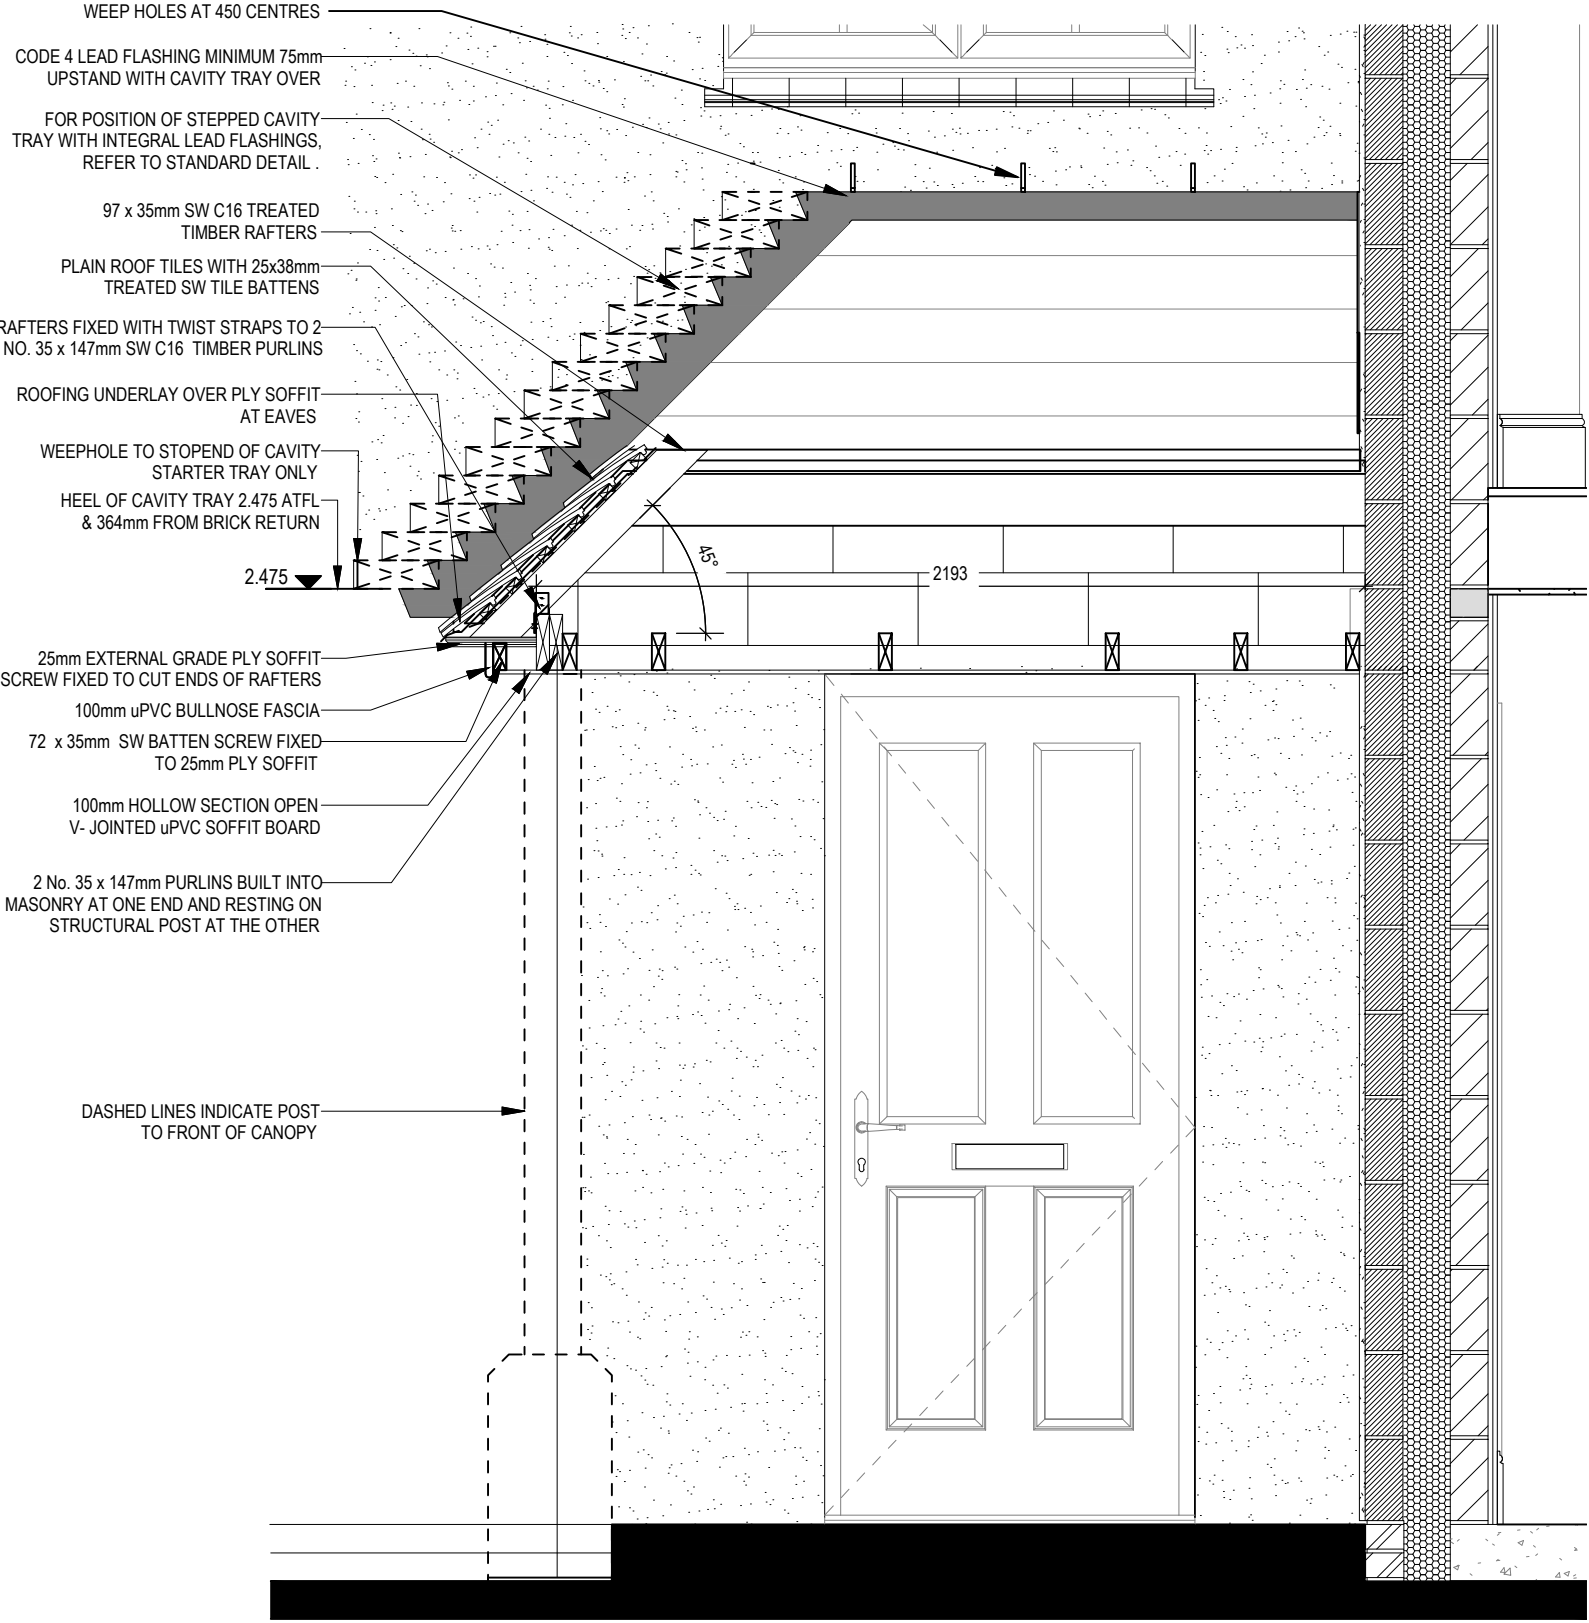 WEEP HOLES AT 450 CENTRES
CODE 4 LEAD FLASHING MINIMUM 75mm
UPSTAND WITH CAVITY TRAY OVER
FOR POSITION OF STEPPED CAVITY
TRAY WITH INTEGRAL LEAD FLASHINGS,
REFER TO STANDARD DETAIL .
97 x 35mm SW C16 TREATED
TIMBER RAFTERS
PLAIN ROOF TILES WITH 25x38mm
TREATED SW TILE BATTENS
RAFTERS FIXED WITH TWIST STRAPS TO 2
NO. 35 x 147mm SW C16 TIMBER PURLINS
ROOFING UNDERLAY OVER PLY SOFFIT
AT EAVES
WEEPHOLE TO STOPEND OF CAVITY
STARTER TRAY ONLY
HEEL OF CAVITY TRAY 2.475 ATFL
& 364mm FROM BRICK RETURN
2.475
45°
2193
25mm EXTERNAL GRADE PLY SOFFIT
SCREW FIXED TO CUT ENDS OF RAFTERS
100mm uPVC BULLNOSE FASCIA
72 x 35mm SW BATTEN SCREW FIXED
TO 25mm PLY SOFFIT
100mm HOLLOW SECTION OPEN
V- JOINTED uPVC SOFFIT BOARD
2 No. 35 x 147mm PURLINS BUILT INTO
MASONRY AT ONE END AND RESTING ON
STRUCTURAL POST AT THE OTHER
DASHED LINES INDICATE POST
TO FRONT OF CANOPY